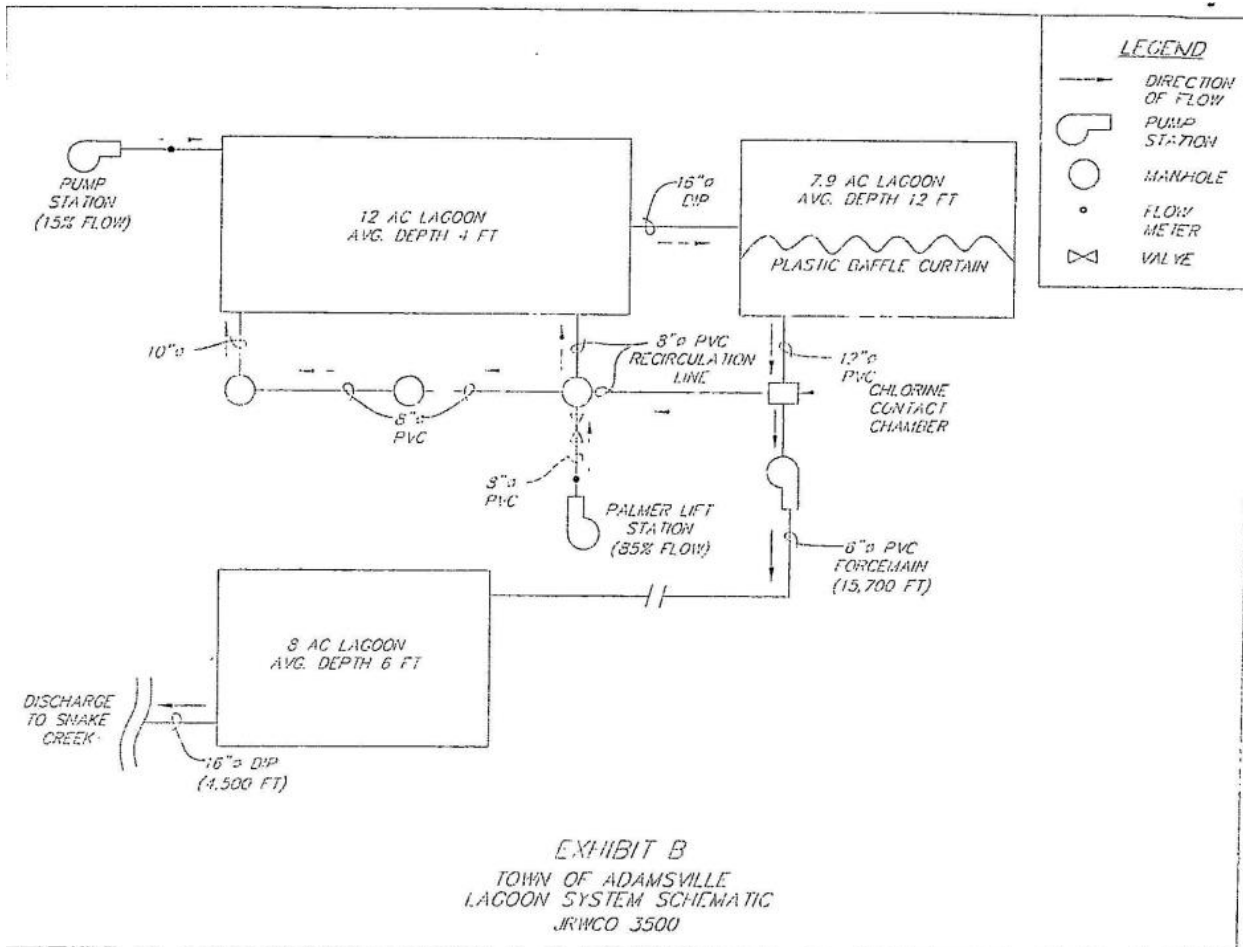 LEGEND
DIRECTION
OF FLOW
PUMP
STATION
MANHOLE
FLOW
METER
VALVE
PUMP
STATION
(15% FLOW)
12 AC LAGOON
AVG. DEPTH 4 FT
16"ø
DIP
7.9 AC LAGOON
AVG. DEPTH 12 FT
PLASTIC BAFFLE CURTAIN
10"ø
8"ø PVC
RECIRCULATION
LINE
12"ø
PVC
CHLORINE
CONTACT
CHAMBER
8"ø
PVC
8"ø
PVC
PALMER LIFT
STATION
(85% FLOW)
6"ø PVC
FORCEMAIN
(15,700 FT)
8 AC LAGOON
AVG. DEPTH 6 FT
DISCHARGE
TO SNAKE
CREEK
16"ø DIP
(4,500 FT)
EXHIBIT B
TOWN OF ADAMSVILLE
LAGOON SYSTEM SCHEMATIC
JRWCO 3500